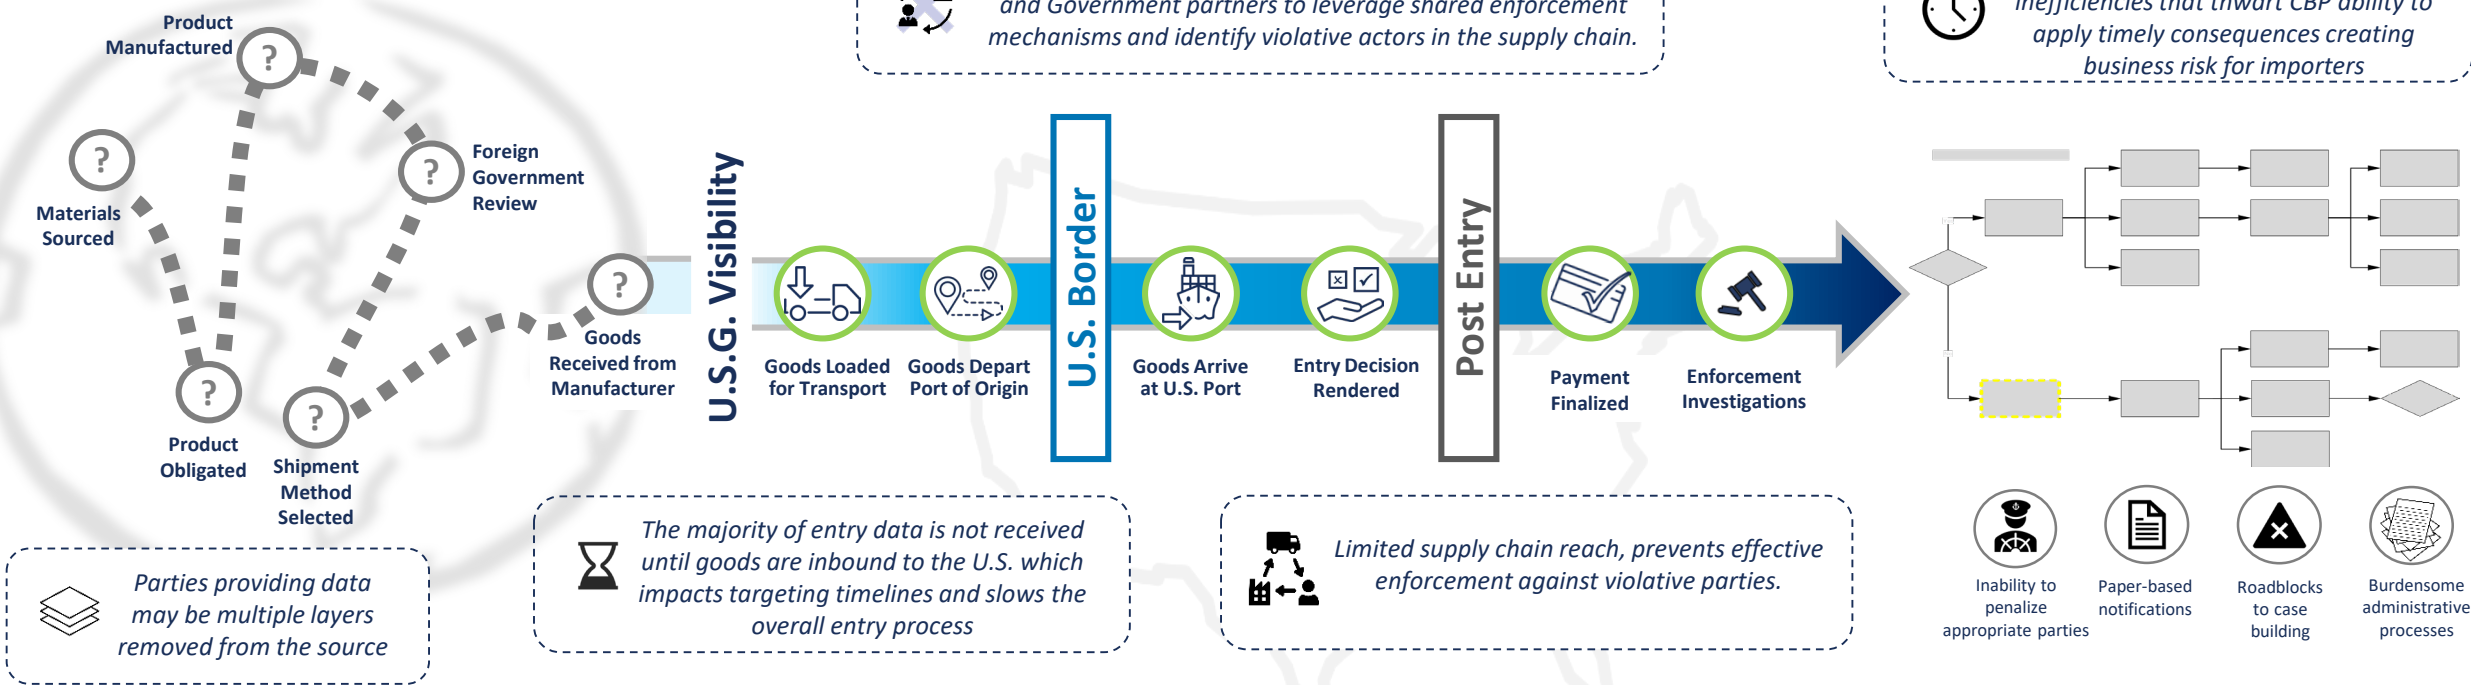 and Government partners to leverage shared enforcement
mechanisms and identify violative actors in the supply chain.
inefficiencies that thwart CBP ability to
apply timely consequences creating
business risk for importers
Product
Manufactured
?
?
Materials
Sourced
?
Foreign
Government
Review
?
Product
Obligated
?
Shipment
Method
Selected
?
Goods
Received from
Manufacturer
U.S.G. Visibility
Goods Loaded
for Transport
Goods Depart
Port of Origin
U.S. Border
Goods Arrive
at U.S. Port
Entry Decision
Rendered
Post Entry
Payment
Finalized
Enforcement
Investigations
Parties providing data
may be multiple layers
removed from the source
The majority of entry data is not received
until goods are inbound to the U.S. which
impacts targeting timelines and slows the
overall entry process
Limited supply chain reach, prevents effective
enforcement against violative parties.
Inability to
penalize
appropriate parties
Paper-based
notifications
Roadblocks
to case
building
Burdensome
administrative
processes